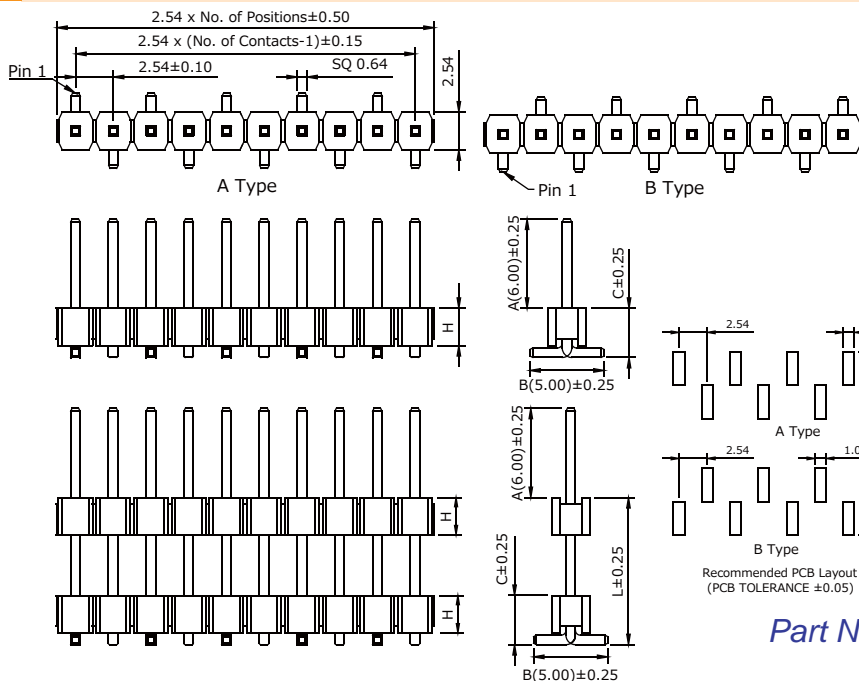 2.54 x No. of Positions±0.50
2.54 x (No. of Contacts-1)±0.15
Pin 1
2.54±0.10
SQ 0.64
2.54
A Type
Pin 1
B Type
H
A(6.00)±0.25
C±0.25
B(5.00)±0.25
2.54
A Type
2.54
1.0
B Type
Recommended PCB Layout
(PCB TOLERANCE ±0.05)
H
H
A(6.00)±0.25
C±0.25
L±0.25
B(5.00)±0.25
Part N